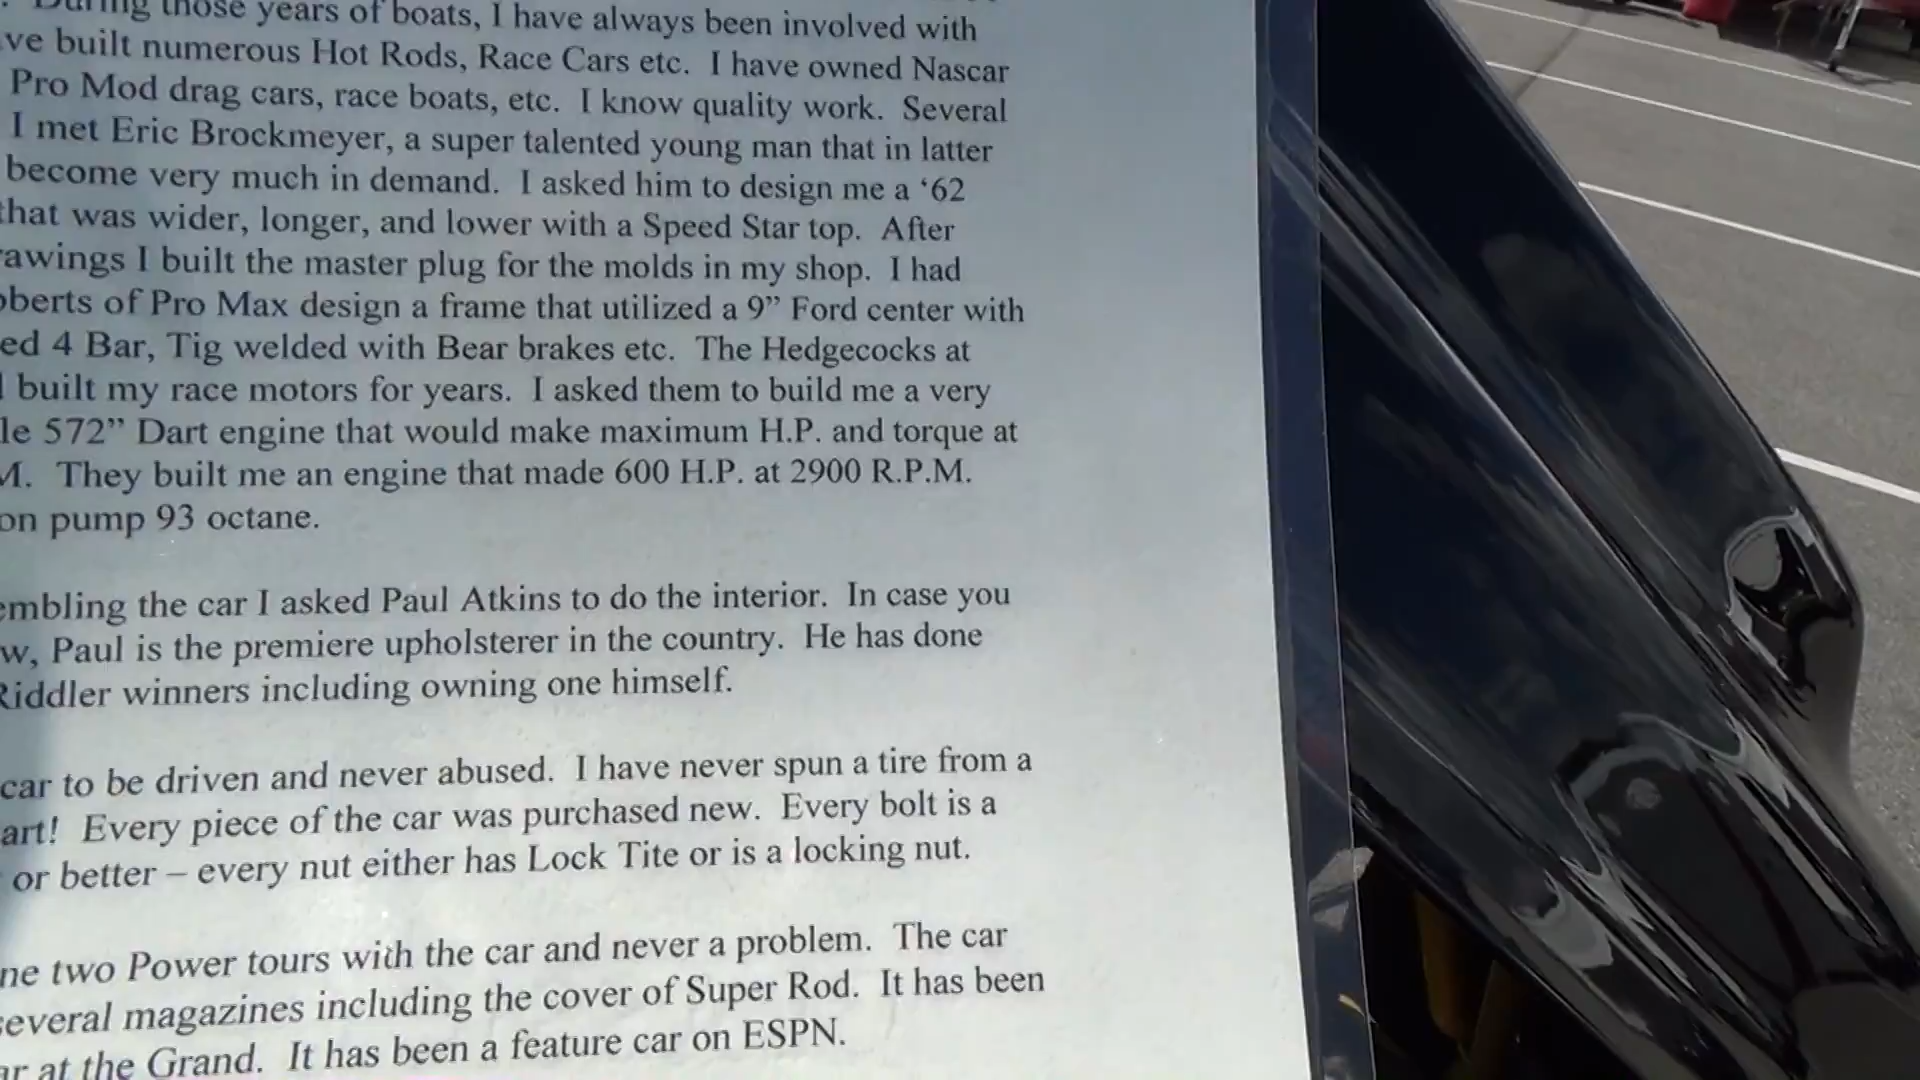 During those years of boats, I have always been involved with
ve built numerous Hot Rods, Race Cars etc. I have owned Nascar
Pro Mod drag cars, race boats, etc. I know quality work. Several
I met Eric Brockmeyer, a super talented young man that in latter
become very much in demand. I asked him to design me a ‘62
that was wider, longer, and lower with a Speed Star top. After
awings I built the master plug for the molds in my shop. I had
oberts of Pro Max design a frame that utilized a 9” Ford center with
ed 4 Bar, Tig welded with Bear brakes etc. The Hedgecocks at
built my race motors for years. I asked them to build me a very
le 572” Dart engine that would make maximum H.P. and torque at
M. They built me an engine that made 600 H.P. at 2900 R.P.M.
on pump 93 octane.
embling the car I asked Paul Atkins to do the interior. In case you
w, Paul is the premiere upholsterer in the country. He has done
Riddler winners including owning one himself.
car to be driven and never abused. I have never spun a tire from a
art! Every piece of the car was purchased new. Every bolt is a
or better – every nut either has Lock Tite or is a locking nut.
ne two Power tours with the car and never a problem. The car
several magazines including the cover of Super Rod. It has been
ar at the Grand. It has been a feature car on ESPN.